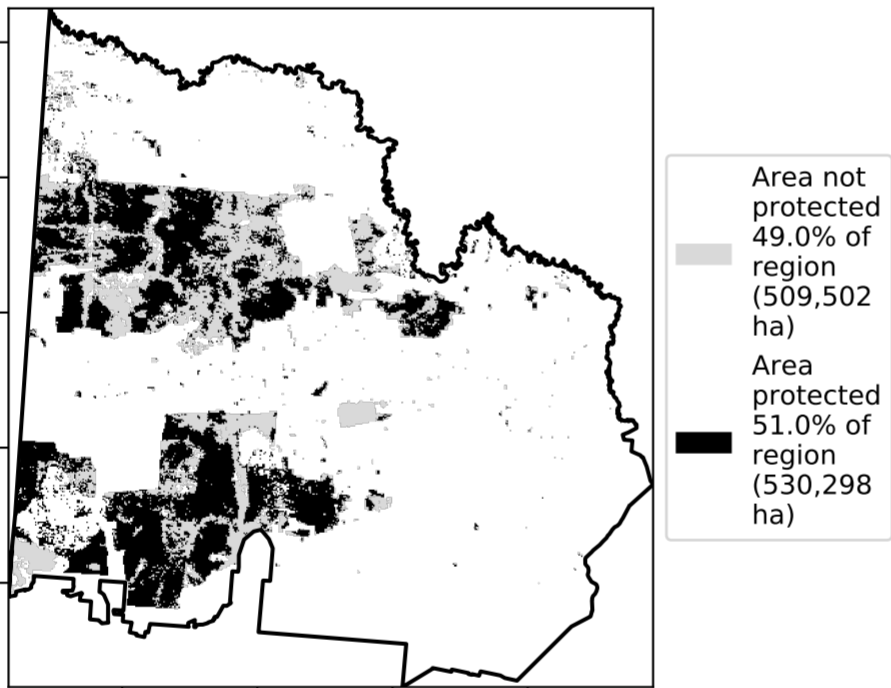 Area not
protected
49.0% of
region
(509,502
ha)
Area
protected
51.0% of
region
(530,298
ha)